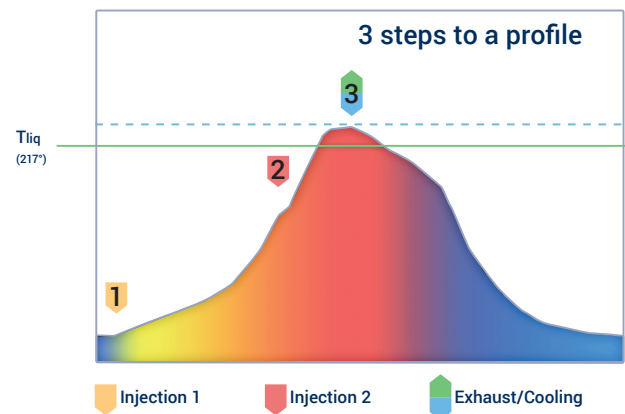 3 steps to a profile
3
Tliq
(217°)
2
1
Injection 1
Injection 2
Exhaust/Cooling